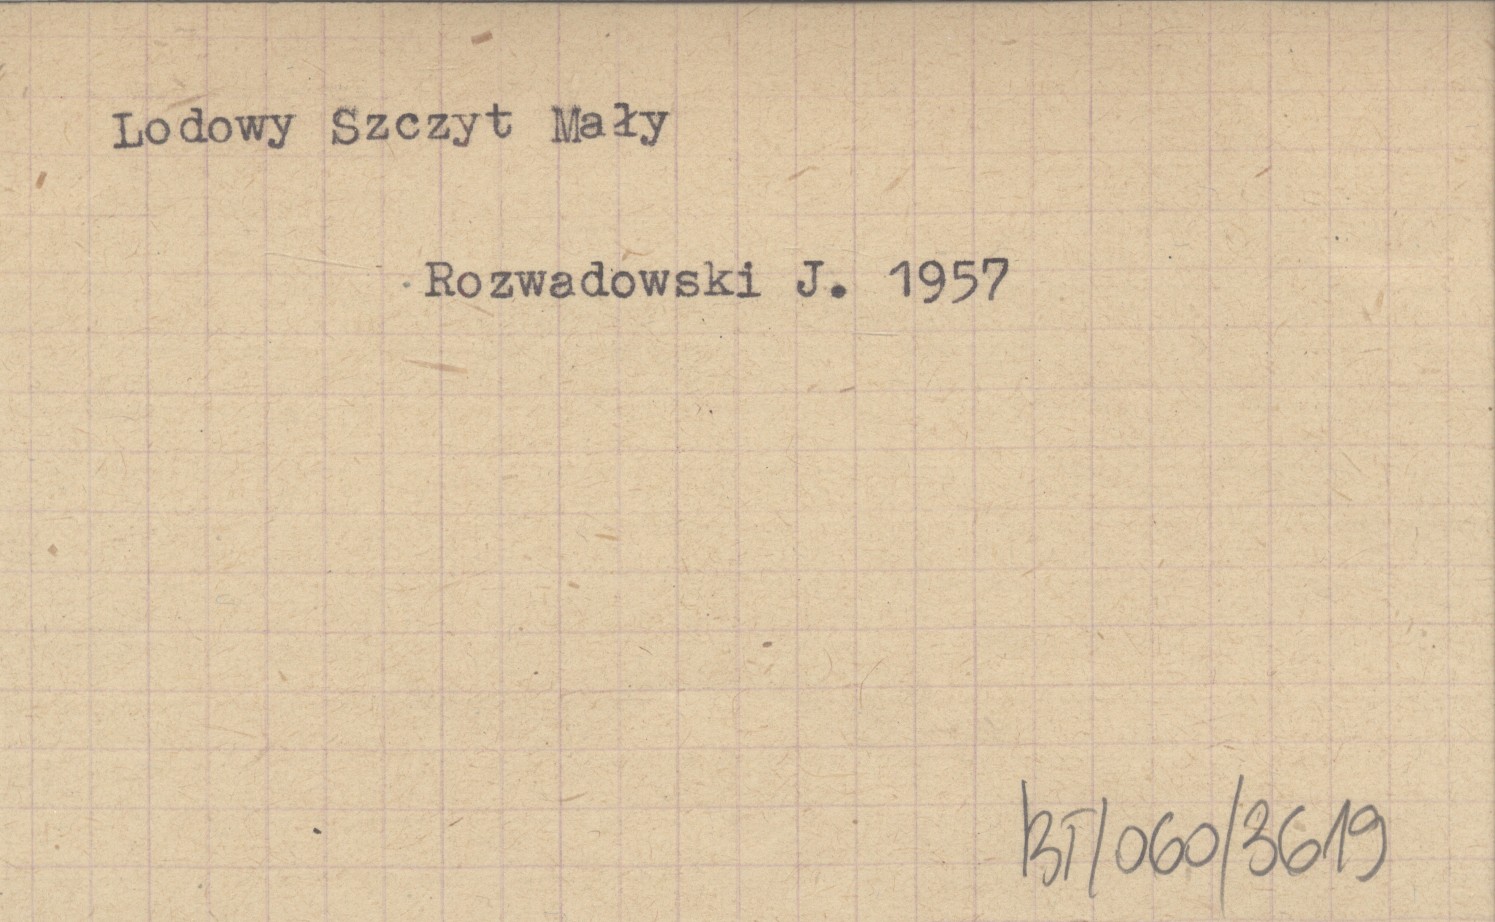 Lodowy Szczyt Mały
Rozwadowski J. 1957
BT/060/3619